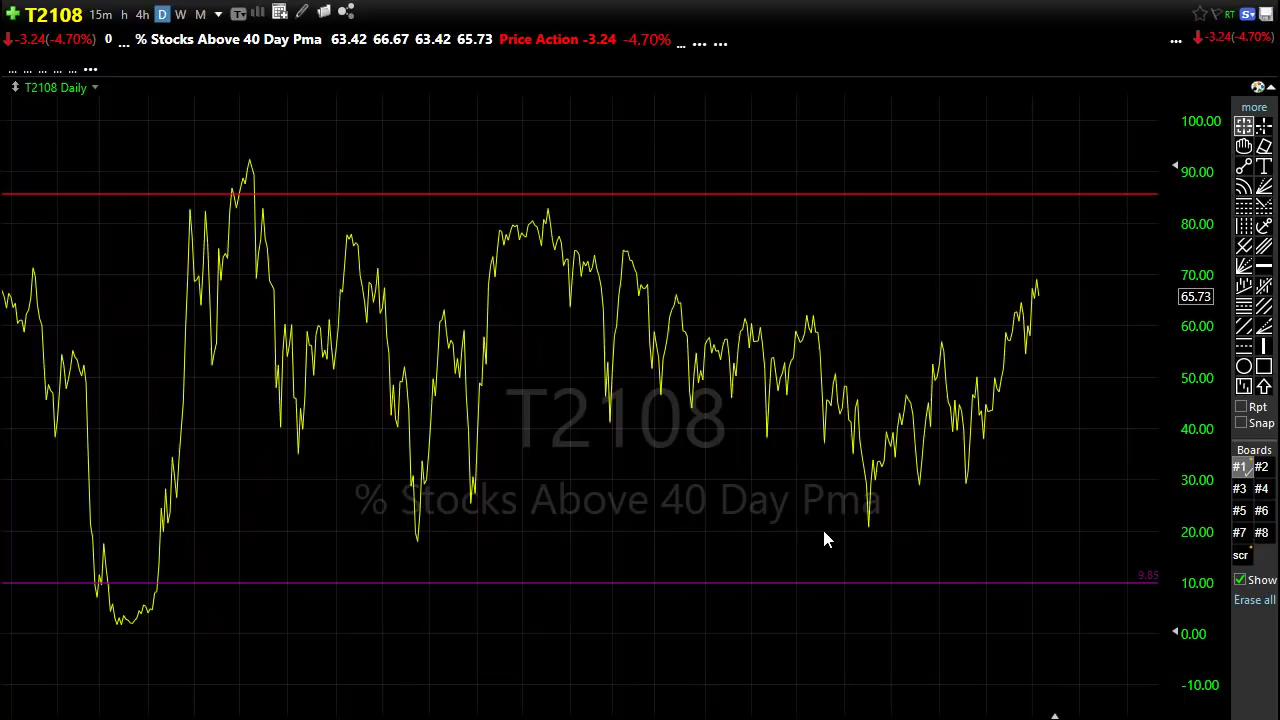 T2108 15m h 4h D W M T RT S
-3.24(-4.70%) 0 ... % Stocks Above 40 Day Pma 63.42 66.67 63.42 65.73 Price Action -3.24 -4.70% ... ... ... ... -3.24(-4.70%)
... ... ... ... ... ...
T2108 Daily
more
100.00
90.00
80.00
70.00
65.73
60.00
50.00
40.00
30.00
20.00
10.00
0.00
-10.00
9.85
T2108
% Stocks Above 40 Day Pma
T
Rpt
Snap
Boards
#1 #2
#3 #4
#5 #6
#7 #8
scr
Show
Erase all